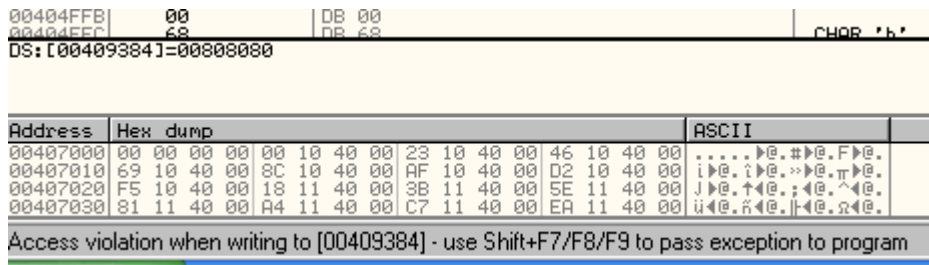 00404FFB 00 DB 00
00404FFC 68 DB 68 CHAR 'h'
DS:[00409384]=00808080
Address Hex dump ASCII
00407000 00 00 00 00 00 10 40 00 23 10 40 00 46 10 40 00 .....►@.#►@.F►@.
00407010 69 10 40 00 8C 10 40 00 AF 10 40 00 D2 10 40 00 i►@.î►@.»►@.╥►@.
00407020 F5 10 40 00 18 11 40 00 3B 11 40 00 5E 11 40 00 ⌡►@.↑◄@.;◄@.^◄@.
00407030 81 11 40 00 A4 11 40 00 C7 11 40 00 EA 11 40 00 ü◄@.ñ◄@.╟◄@.Ω◄@.
Access violation when writing to [00409384] - use Shift+F7/F8/F9 to pass exception to program